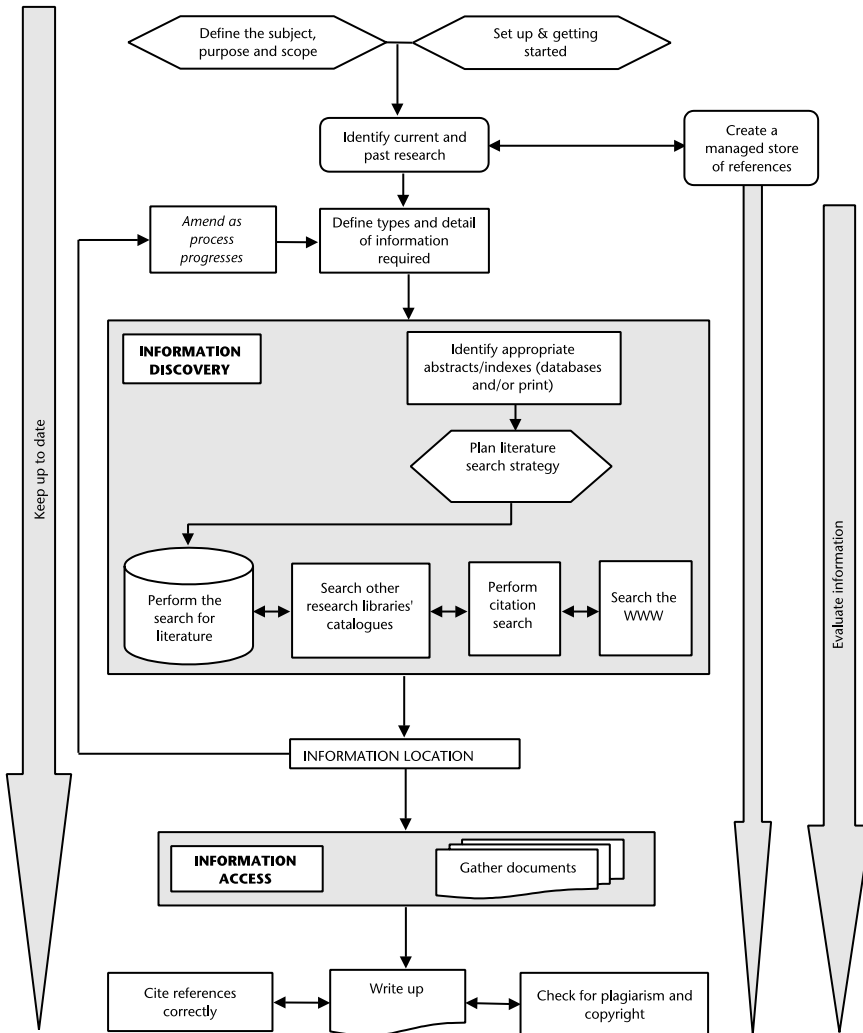 Define the subject,
purpose and scope
Set up & getting
started
Identify current and
past research
Create a
managed store
of references
Amend as
process
progresses
Define types and detail
of information
required
INFORMATION
DISCOVERY
Identify appropriate
abstracts/indexes (databases
and/or print)
Plan literature
search strategy
Keep up to date
Evaluate information
Perform the
search for
literature
Search other
research libraries'
catalogues
Perform
citation
search
Search the
WWW
INFORMATION LOCATION
INFORMATION
ACCESS
Gather documents
Cite references
correctly
Write up
Check for plagiarism and
copyright